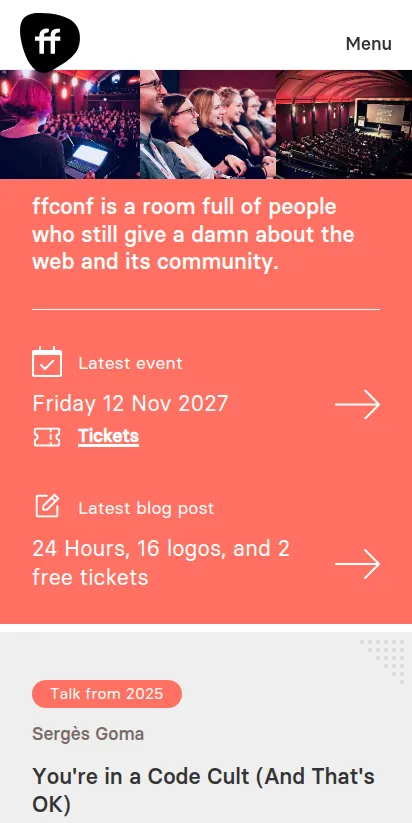 ff
Menu
ffconf is a room full of people
who still give a damn about the
web and its community.
Latest event
Friday 12 Nov 2027
Tickets
Latest blog post
24 Hours, 16 logos, and 2
free tickets
Talk from 2025
Sergès Goma
You're in a Code Cult (And That's
OK)